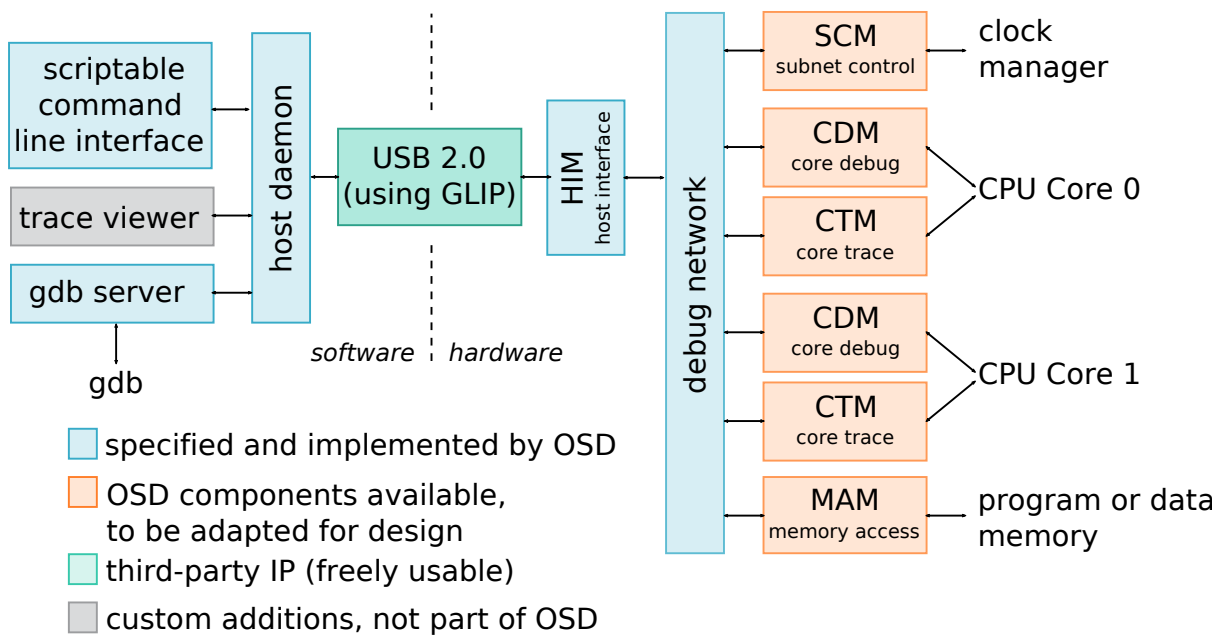 scriptable
command
line interface
trace viewer
gdb server
gdb
host daemon
USB 2.0
(using GLIP)
software
hardware
HIM
host interface
debug network
SCM
subnet control
clock
manager
CDM
core debug
CTM
core trace
CPU Core 0
CDM
core debug
CTM
core trace
CPU Core 1
MAM
memory access
program or data
memory
specified and implemented by OSD
OSD components available,
to be adapted for design
third-party IP (freely usable)
custom additions, not part of OSD